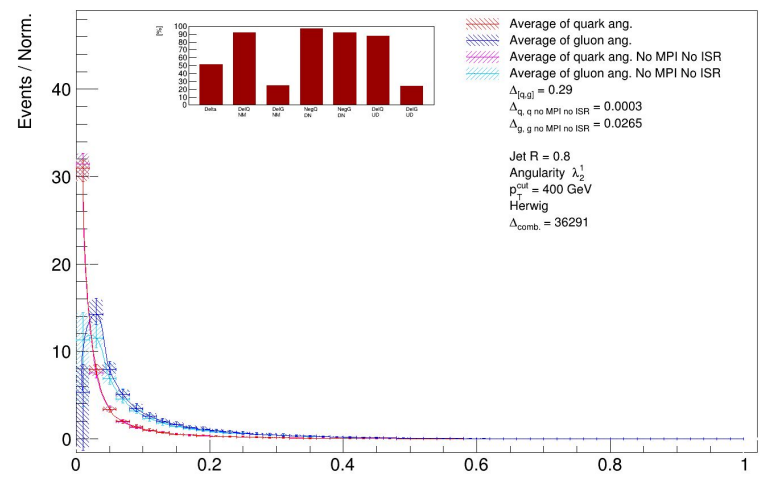 Events / Norm.
40
30
20
10
0
0
0.2
0.4
0.6
0.8
1
[%]
100
90
80
70
60
50
40
30
20
10
0
Delta
DelQ
NM
DelG
NM
NegQ
DN
NegG
DN
DelQ
UD
DelG
UD
Average of quark ang.
Average of gluon ang.
Average of quark ang. No MPI No ISR
Average of gluon ang. No MPI No ISR
Δ[q,g] = 0.29
Δq, q no MPI no ISR = 0.0003
Δg, g no MPI no ISR = 0.0265
Jet R = 0.8
Angularity λ¹₂
pTcut = 400 GeV
Herwig
Δcomb. = 36291